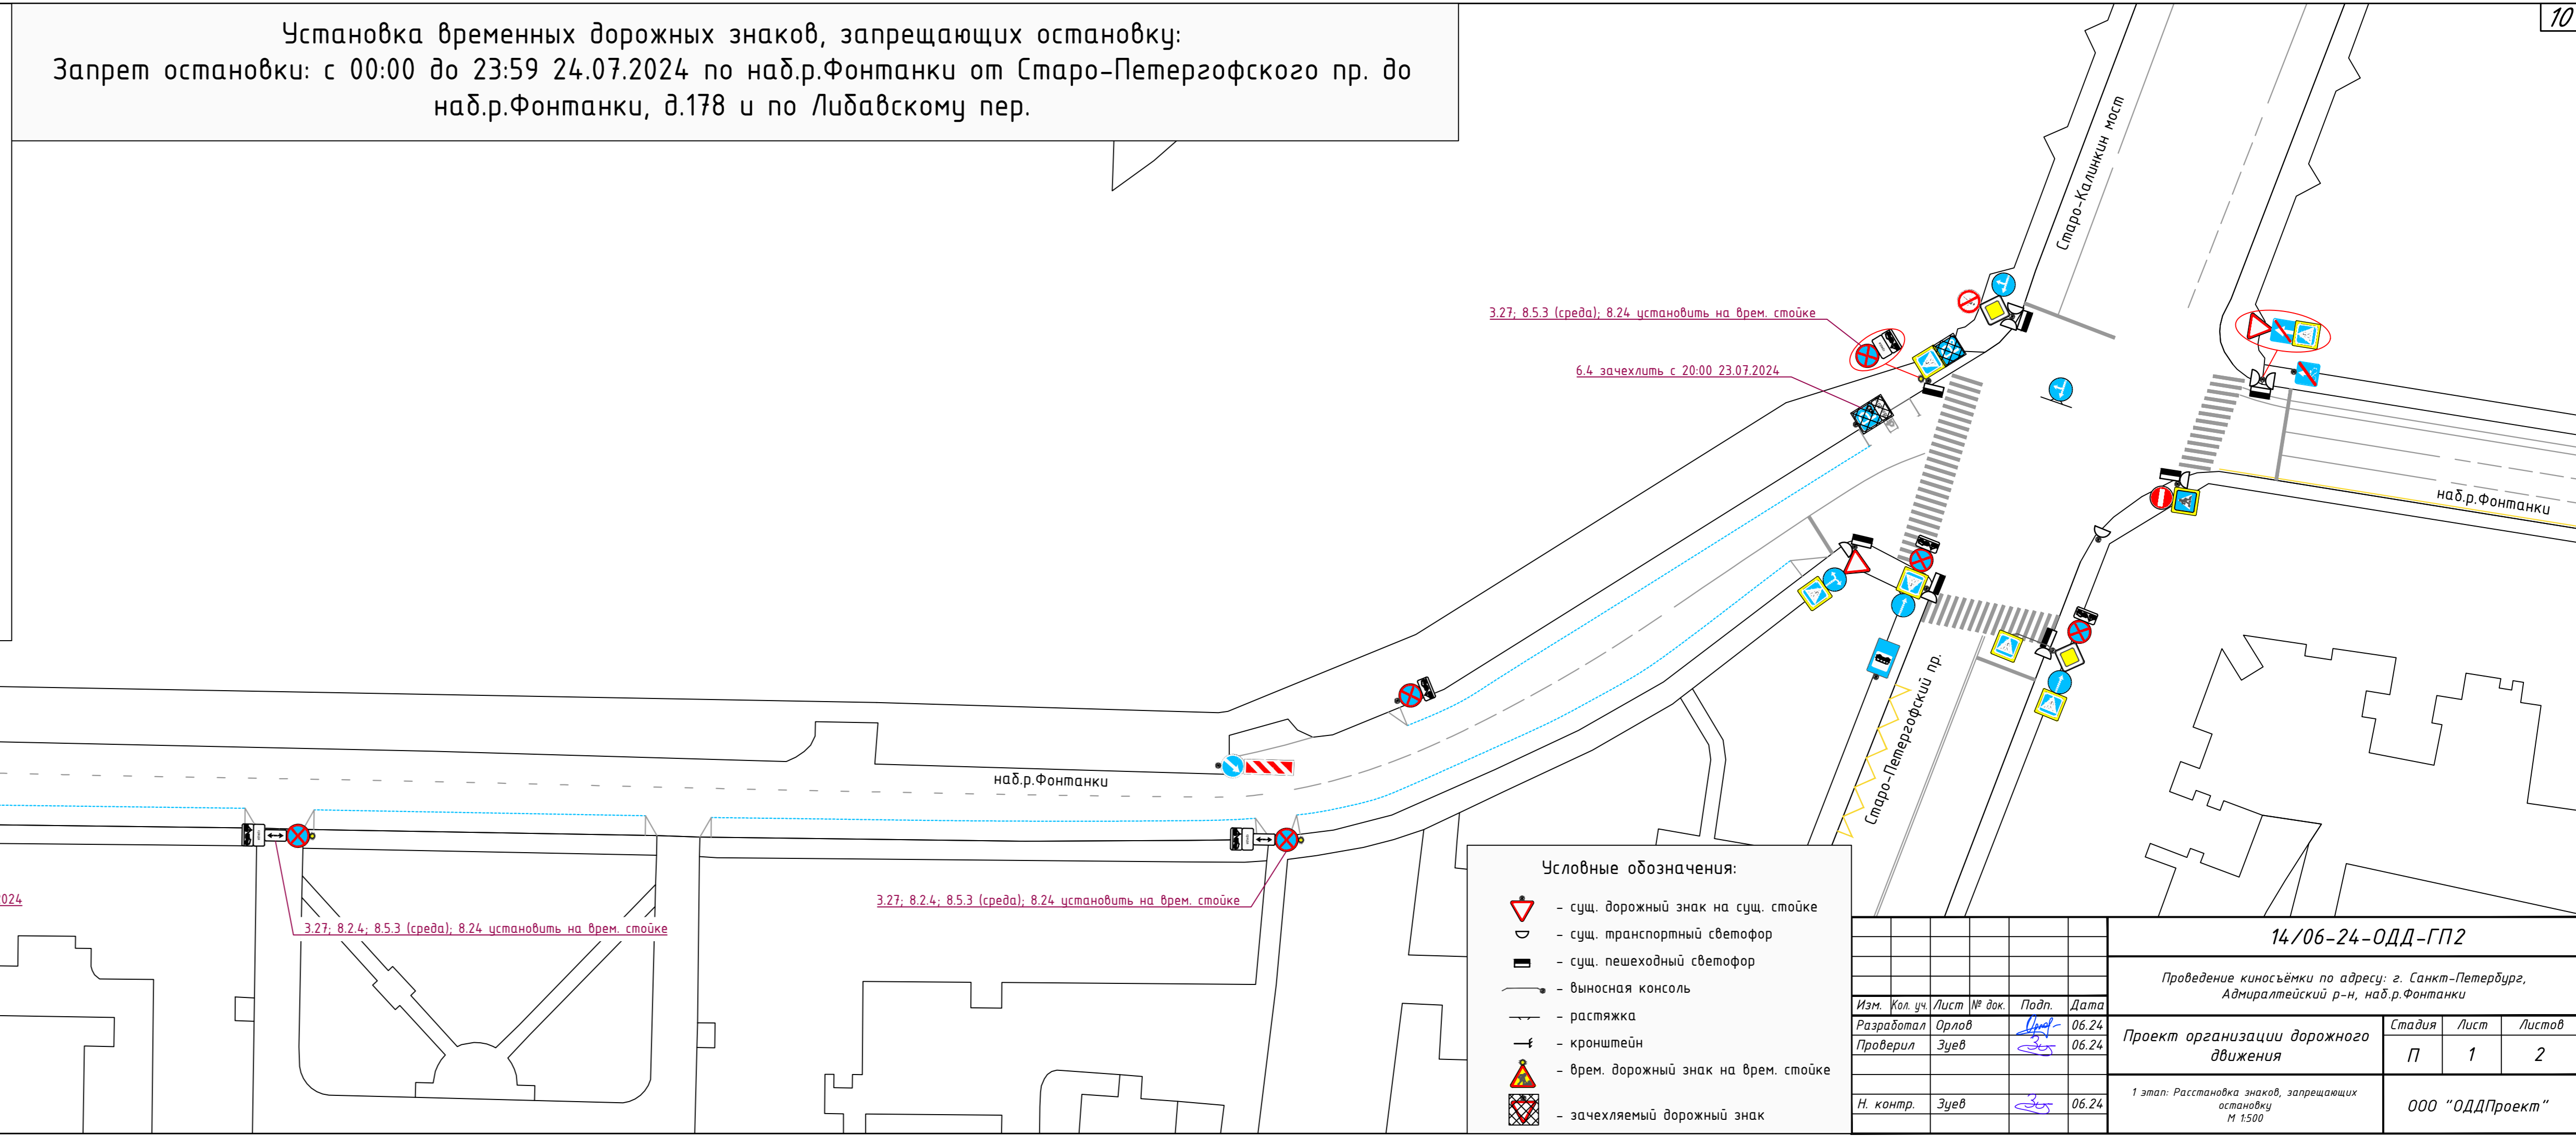 10
Установка временных дорожных знаков, запрещающих остановку:
Запрет остановки: с 00:00 до 23:59 24.07.2024 по наб.р.Фонтанки от Старо-Петергофского пр. до
наб.р.Фонтанки, д.178 и по Либавскому пер.
Старо-Калинкин мост
3.27; 8.5.3 (среда); 8.24 установить на врем. стойке
6.4 зачехлить с 20:00 23.07.2024
наб.р.Фонтанки
Старо-Петергофский пр.
наб.р.Фонтанки
024
3.27; 8.2.4; 8.5.3 (среда); 8.24 установить на врем. стойке
3.27; 8.2.4; 8.5.3 (среда); 8.24 установить на врем. стойке
Условные обозначения:
- сущ. дорожный знак на сущ. стойке
- сущ. транспортный светофор
- сущ. пешеходный светофор
- выносная консоль
- растяжка
- кронштейн
- врем. дорожный знак на врем. стойке
- зачехляемый дорожный знак
14/06-24-ОДД-ГП2
Проведение киносъёмки по адресу: г. Санкт-Петербург,
Адмиралтейский р-н, наб.р.Фонтанки
Изм. Кол. уч. Лист № док. Подп. Дата
Разработал Орлов 06.24
Проверил Зуев 06.24
Н. контр. Зуев 06.24
Проект организации дорожного
движения
Стадия Лист Листов
П 1 2
1 этап: Расстановка знаков, запрещающих
остановку
М 1:500
ООО "ОДДПроект"